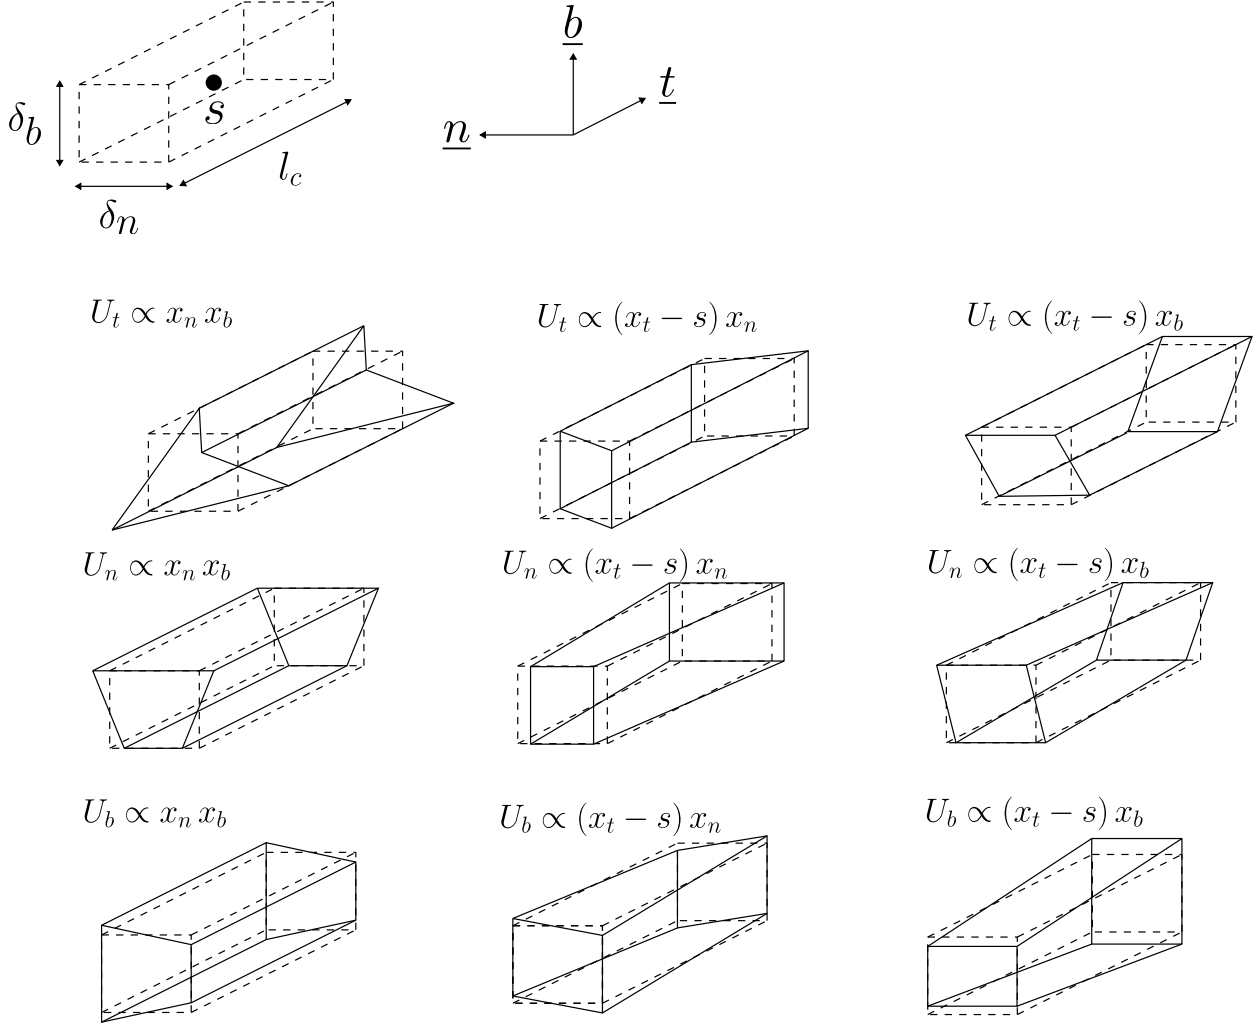 b
t
δ_b
s
n
l_c
δ_n
U_t ∝ x_n x_b
U_t ∝ (x_t − s) x_n
U_t ∝ (x_t − s) x_b
U_n ∝ x_n x_b
U_n ∝ (x_t − s) x_n
U_n ∝ (x_t − s) x_b
U_b ∝ x_n x_b
U_b ∝ (x_t − s) x_n
U_b ∝ (x_t − s) x_b